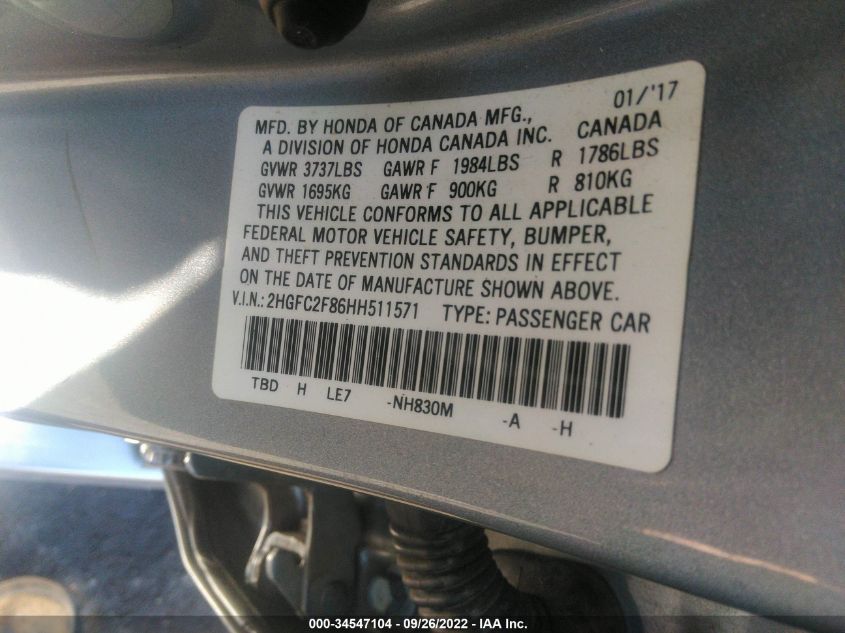 01/'17
MFD. BY HONDA OF CANADA MFG.,
A DIVISION OF HONDA CANADA INC. CANADA
GVWR 3737LBS GAWR F 1984LBS R 1786LBS
GVWR 1695KG GAWR F 900KG R 810KG
THIS VEHICLE CONFORMS TO ALL APPLICABLE
FEDERAL MOTOR VEHICLE SAFETY, BUMPER,
AND THEFT PREVENTION STANDARDS IN EFFECT
ON THE DATE OF MANUFACTURE SHOWN ABOVE.
V.I.N.: 2HGFC2F86HH511571 TYPE: PASSENGER CAR
TBD H LE7 -NH830M -A -H
000-34547104 - 09/26/2022 - IAA Inc.